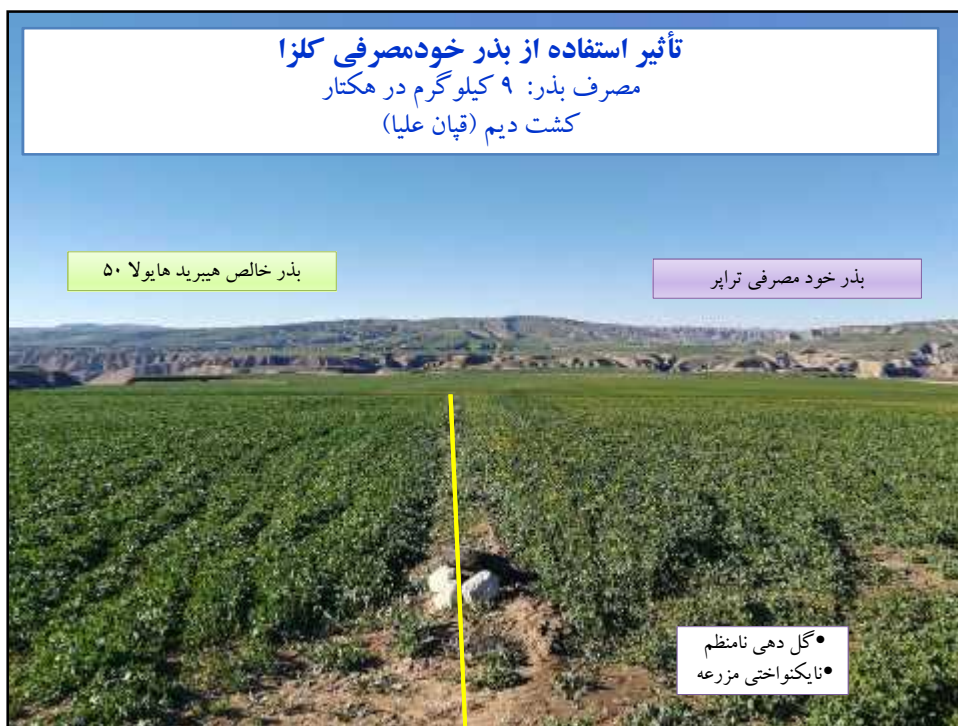 تأثیر استفاده از بذر خودمصرفی کلزا
مصرف بذر: ۹ کیلوگرم در هکتار
کشت دیم (قپان علیا)
بذر خود مصرفی تراپر
بذر خالص هیبرید هایولا ۵۰
•گل دهی نامنظم
•نایکنواختی مزرعه